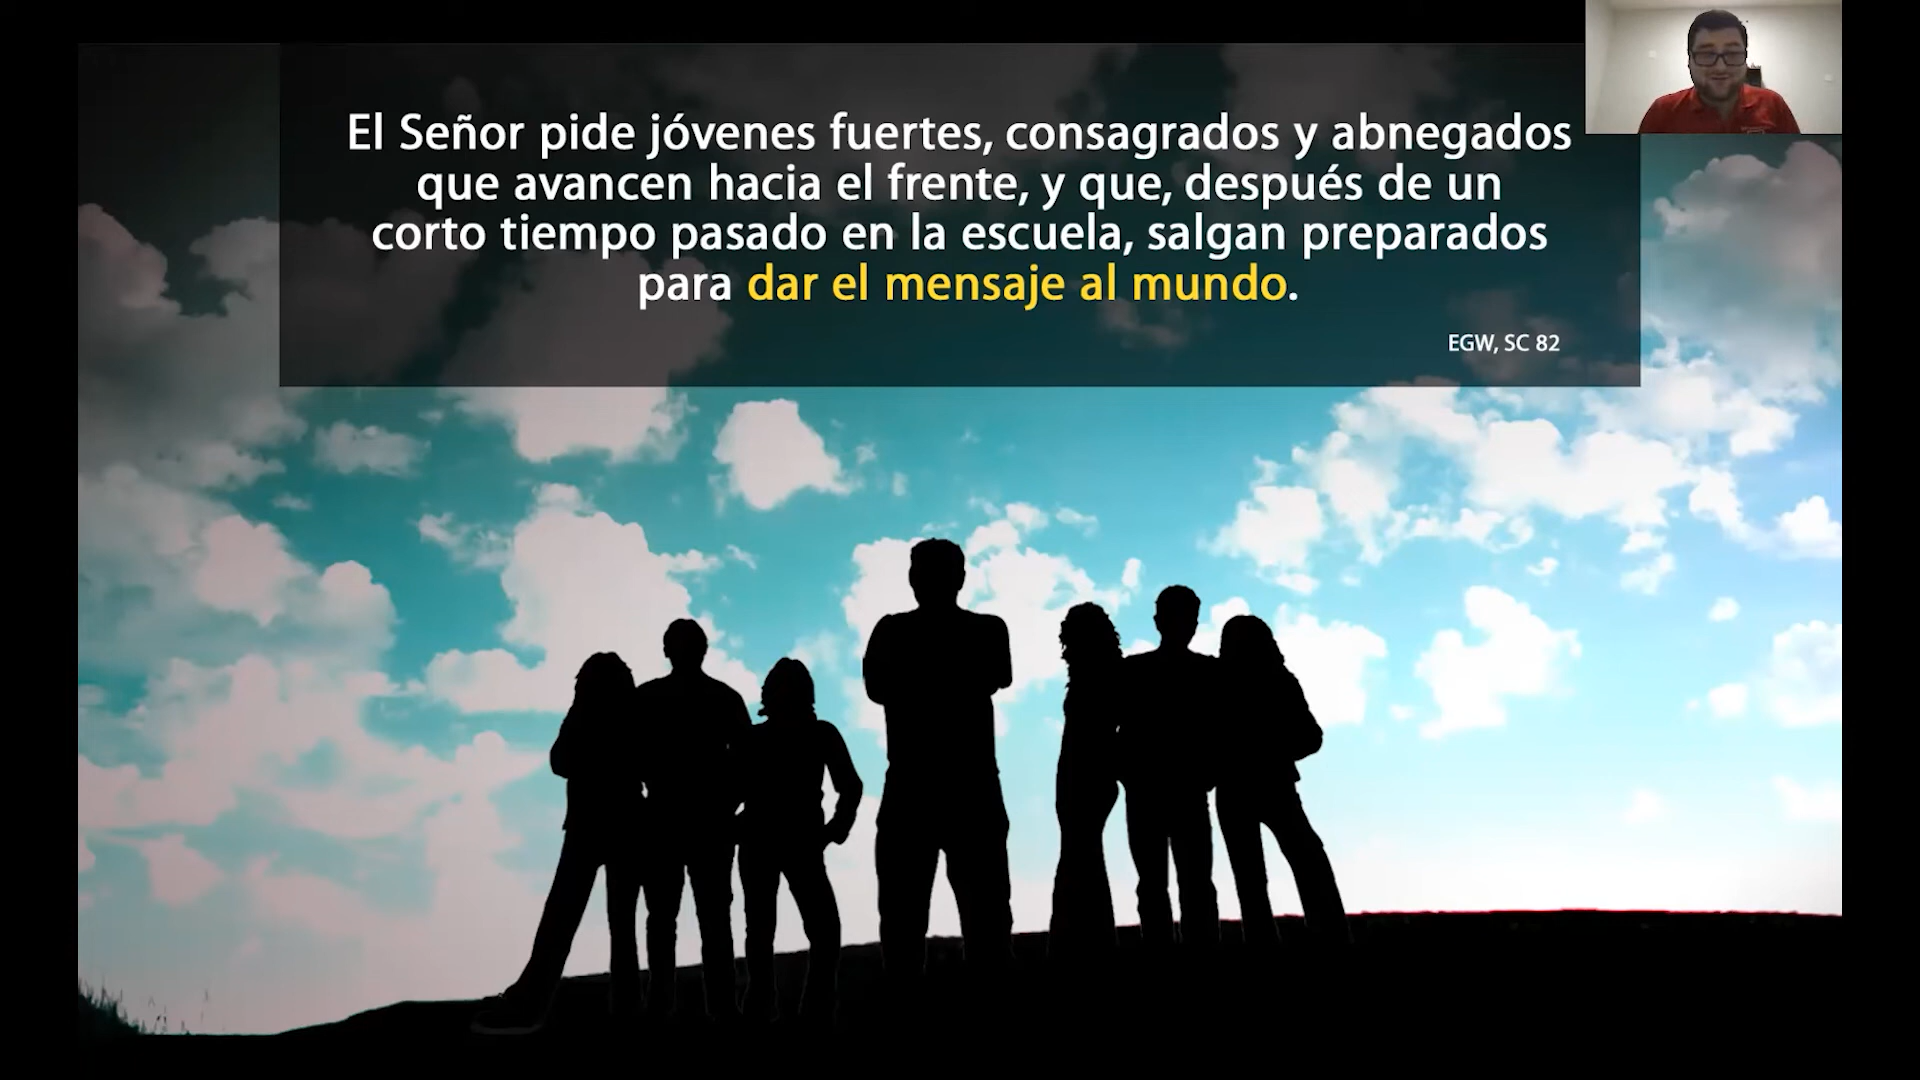 El Señor pide jóvenes fuertes, consagrados y abnegados
que avancen hacia el frente, y que, después de un
corto tiempo pasado en la escuela, salgan preparados
para dar el mensaje al mundo.
EGW, SC 82